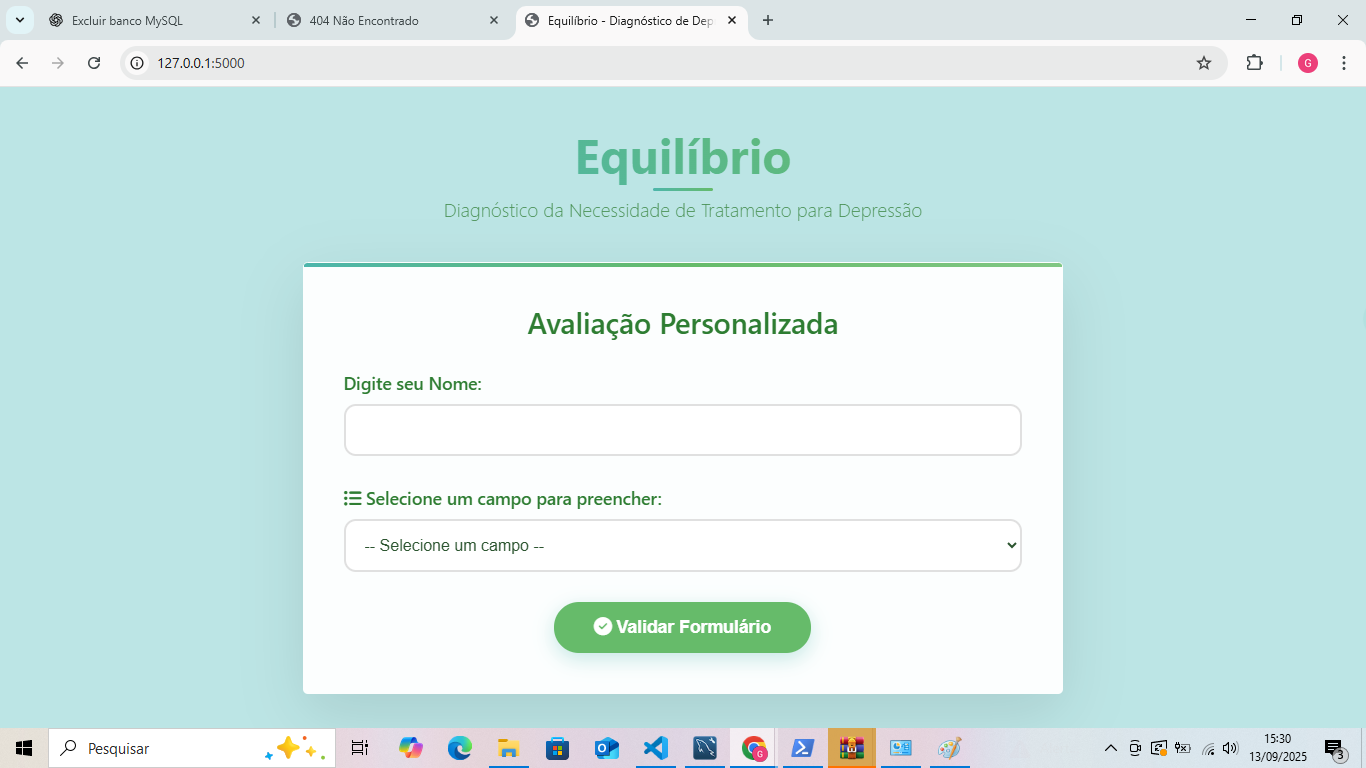 Excluir banco MySQL
404 Não Encontrado
Equilíbrio - Diagnóstico de Dep
127.0.0.1:5000
G
Equilíbrio
Diagnóstico da Necessidade de Tratamento para Depressão
Avaliação Personalizada
Digite seu Nome:
Selecione um campo para preencher:
-- Selecione um campo --
Validar Formulário
Pesquisar
G
15:30
13/09/2025
3